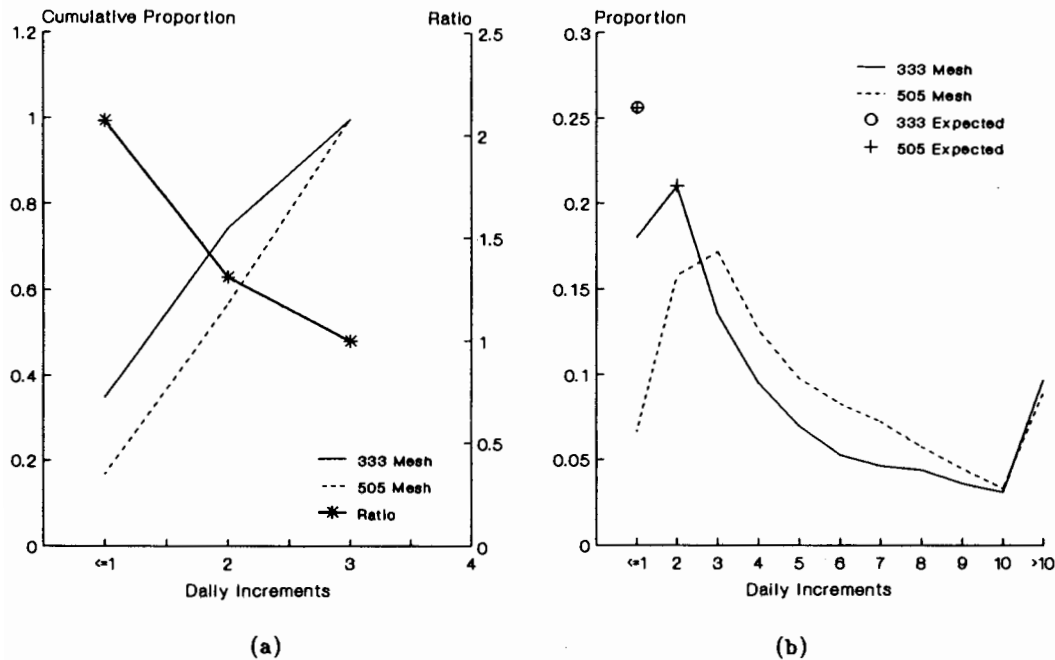 Cumulative Proportion
Ratio
1.2
1
0.8
0.6
0.4
0.2
0
2.5
2
1.5
1
0.5
0
333 Mesh
505 Mesh
Ratio
<=1 2 3 4
Daily Increments
(a)
Proportion
0.3
0.25
0.2
0.15
0.1
0.05
0
333 Mesh
505 Mesh
333 Expected
505 Expected
<=1 2 3 4 5 6 7 8 9 10 >10
Daily Increments
(b)